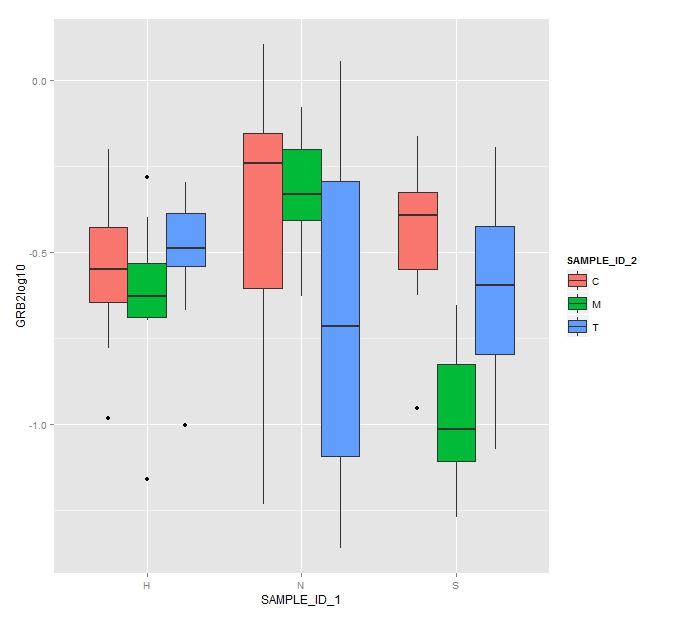 0.0
-0.5
-1.0
GRB2log10
H N S
SAMPLE_ID_1
SAMPLE_ID_2
C
M
T